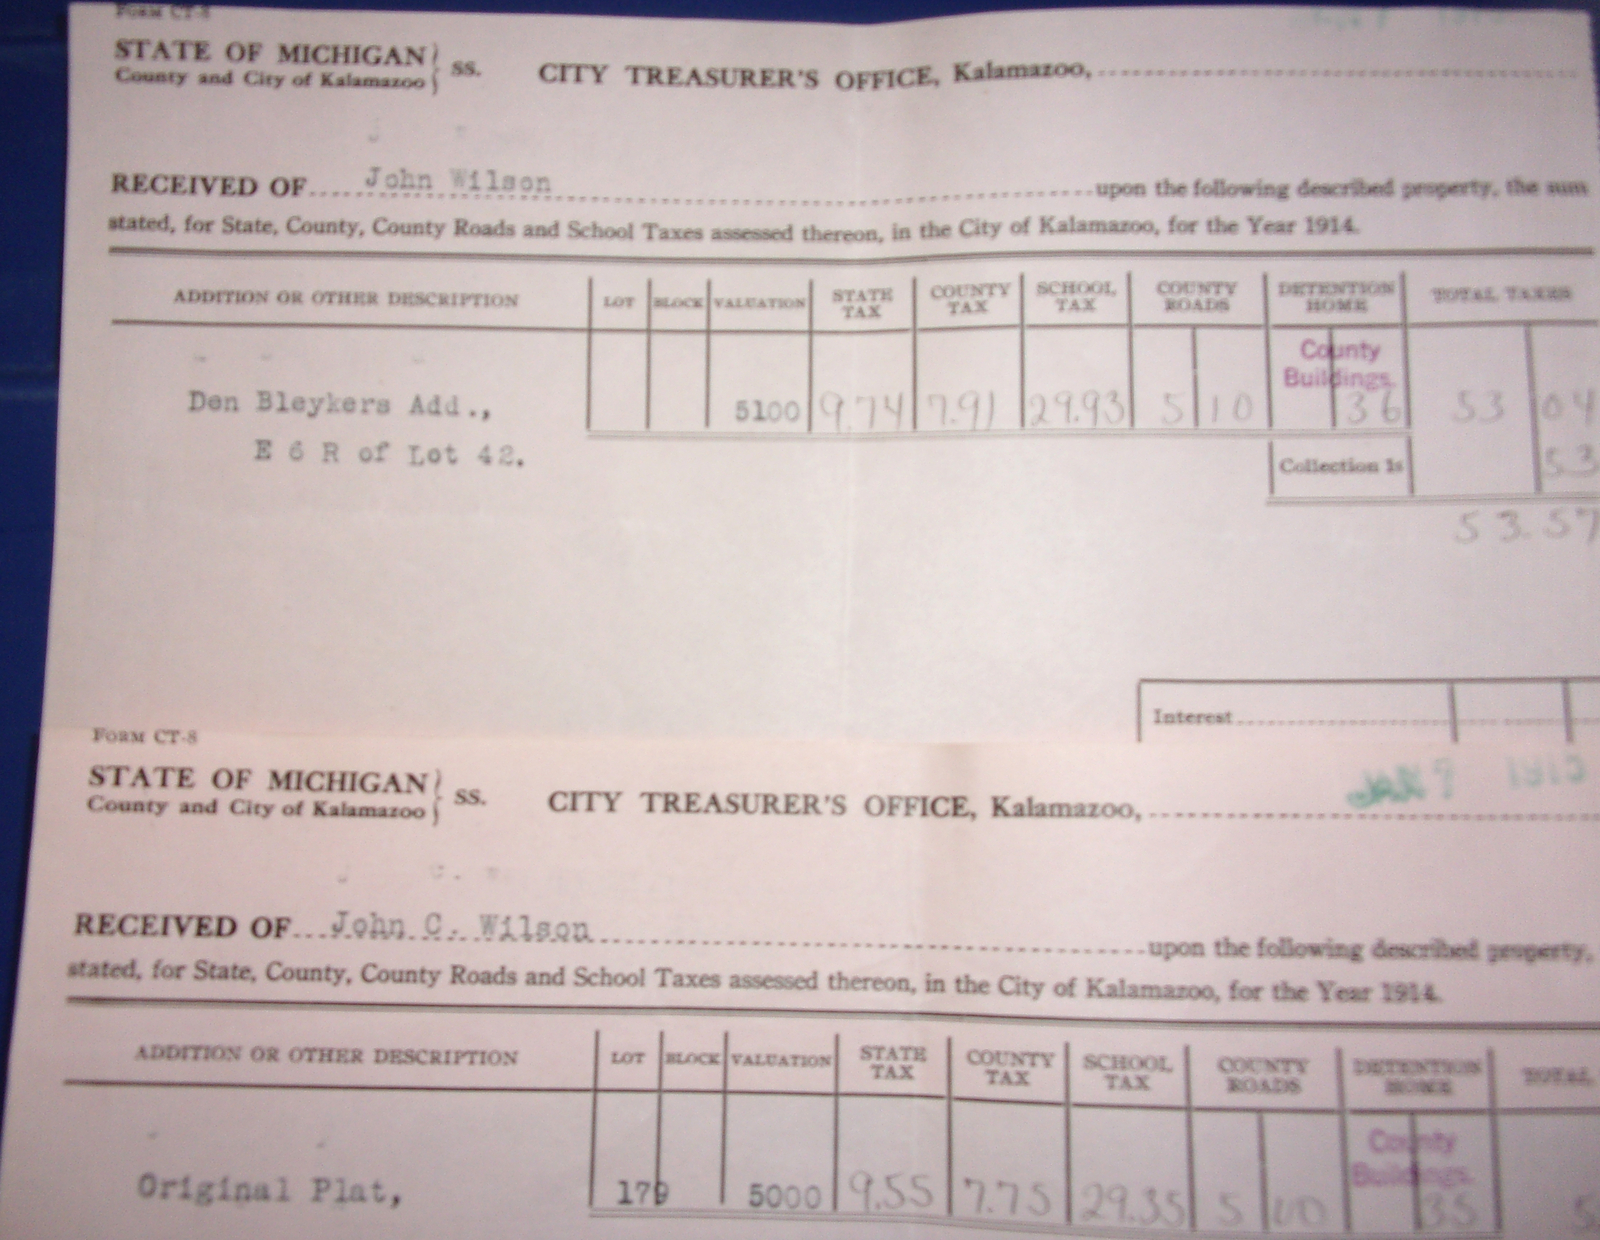 FORM CT-8
STATE OF MICHIGAN
County and City of Kalamazoo
ss.
CITY TREASURER'S OFFICE, Kalamazoo,
RECEIVED OF John Wilson upon the following described property, the sum
stated, for State, County, County Roads and School Taxes assessed thereon, in the City of Kalamazoo, for the Year 1914.
ADDITION OR OTHER DESCRIPTION LOT BLOCK VALUATION STATE TAX COUNTY TAX SCHOOL TAX COUNTY ROADS DETENTION HOME TOTAL TAXES
County
Buildings.
Den Bleykers Add., 5100 9.74 7.91 29.93 5 10 36 53 04
E 6 R of Lot 42. Collection 1s 53
53.57
Interest
FORM CT-8
STATE OF MICHIGAN
County and City of Kalamazoo
ss.
CITY TREASURER'S OFFICE, Kalamazoo, JAN 9
RECEIVED OF John C. Wilson upon the following described property,
stated, for State, County, County Roads and School Taxes assessed thereon, in the City of Kalamazoo, for the Year 1914.
ADDITION OR OTHER DESCRIPTION LOT BLOCK VALUATION STATE TAX COUNTY TAX SCHOOL TAX COUNTY ROADS DETENTION HOME TOTAL
County
Buildings.
Original Plat, 179 5000 9.55 7.75 29.35 5 00 35 5